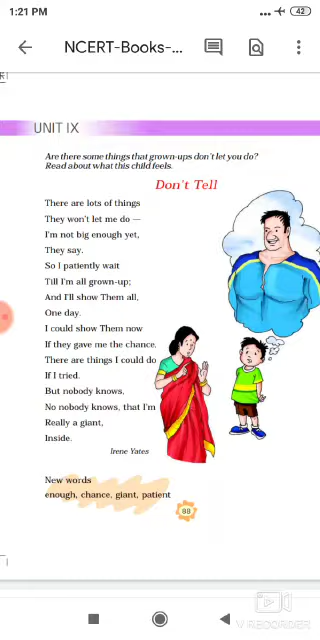 1:21 PM
42
NCERT-Books-...
UNIT IX
Are there some things that grown-ups don't let you do?
Read about what this child feels.
Don't Tell
There are lots of things
They won't let me do —
I'm not big enough yet,
They say.
So I patiently wait
Till I'm all grown-up;
And I'll show Them all,
One day.
I could show Them now
If they gave me the chance.
There are things I could do
If I tried.
But nobody knows,
No nobody knows, that I'm
Really a giant,
Inside.
Irene Yates
New words
enough, chance, giant, patient
88
V RECORDER